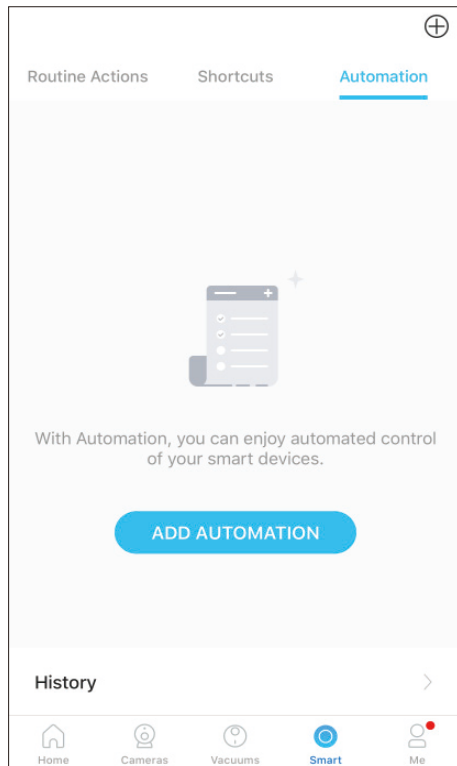 Routine Actions Shortcuts Automation
With Automation, you can enjoy automated control
of your smart devices.
ADD AUTOMATION
History
Home Cameras Vacuums Smart Me